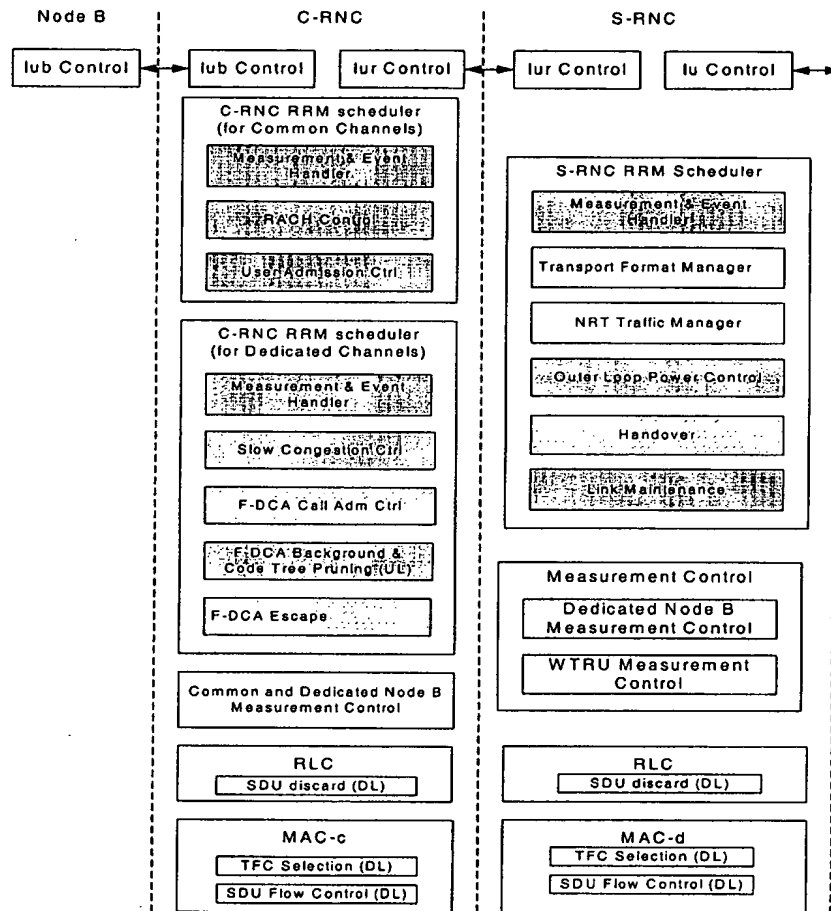 Node B
C-RNC
S-RNC
Iub Control
Iub Control
Iur Control
Iur Control
Iu Control
C-RNC RRM scheduler
(for Common Channels)
Measurement & Event
Handler
RACH Control
User Admission Ctrl
C-RNC RRM scheduler
(for Dedicated Channels)
Measurement & Event
Handler
Slow Congestion Ctrl
F-DCA Call Adm Ctrl
F-DCA Background &
Code Tree Pruning (UL)
F-DCA Escape
Common and Dedicated Node B
Measurement Control
RLC
SDU discard (DL)
MAC-c
TFC Selection (DL)
SDU Flow Control (DL)
S-RNC RRM Scheduler
Measurement & Event
Handler
Transport Format Manager
NRT Traffic Manager
Outer Loop Power Control
Handover
Link Maintenance
Measurement Control
Dedicated Node B
Measurement Control
WTRU Measurement
Control
RLC
SDU discard (DL)
MAC-d
TFC Selection (DL)
SDU Flow Control (DL)